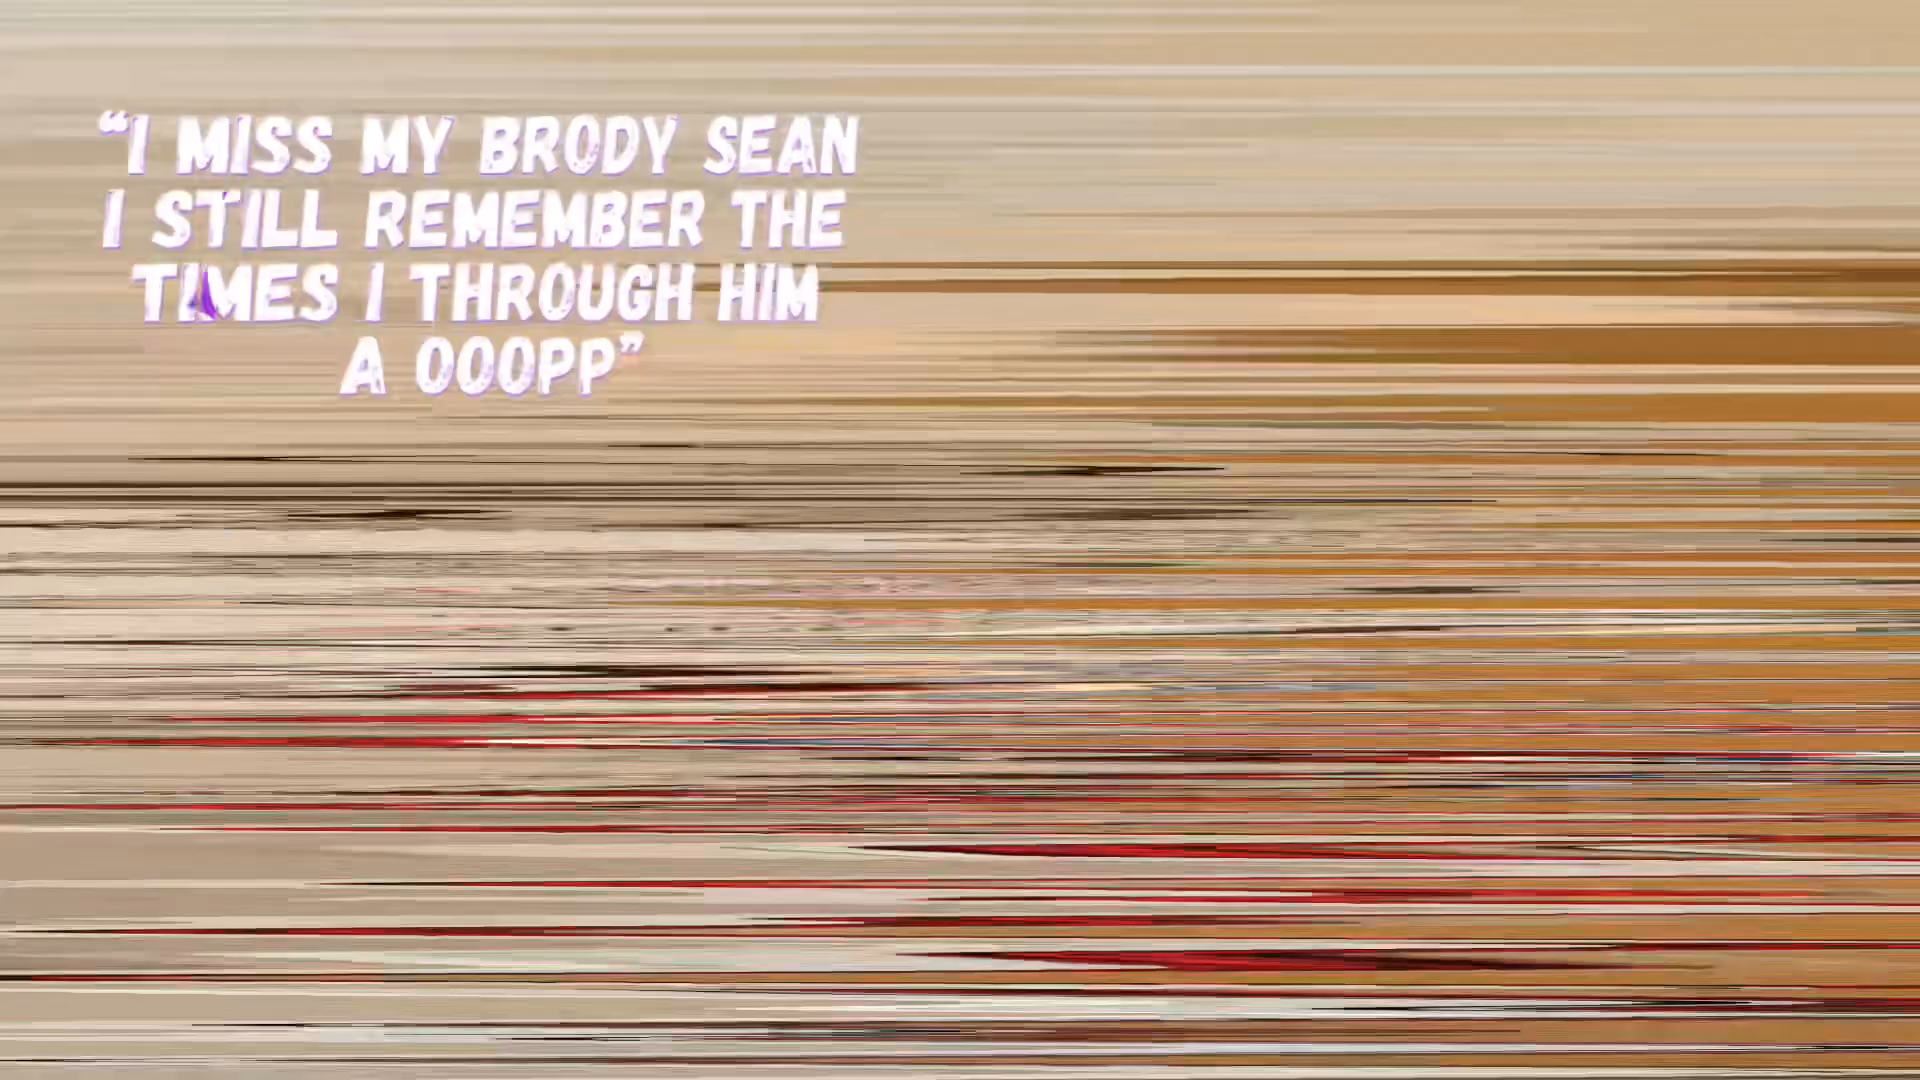 “I MISS MY BRODY SEAN
I STILL REMEMBER THE
TIMES I THROUGH HIM
A OOOPP”